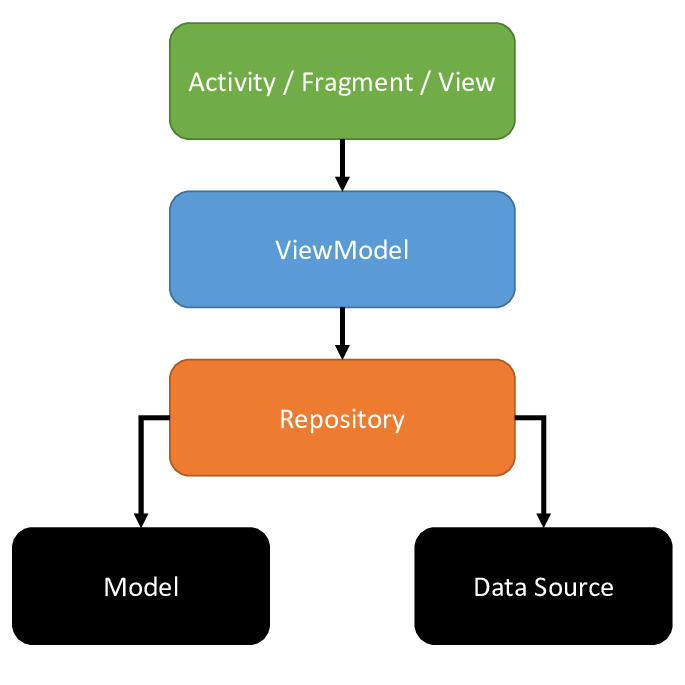 Activity / Fragment / View
ViewModel
Repository
Model
Data Source